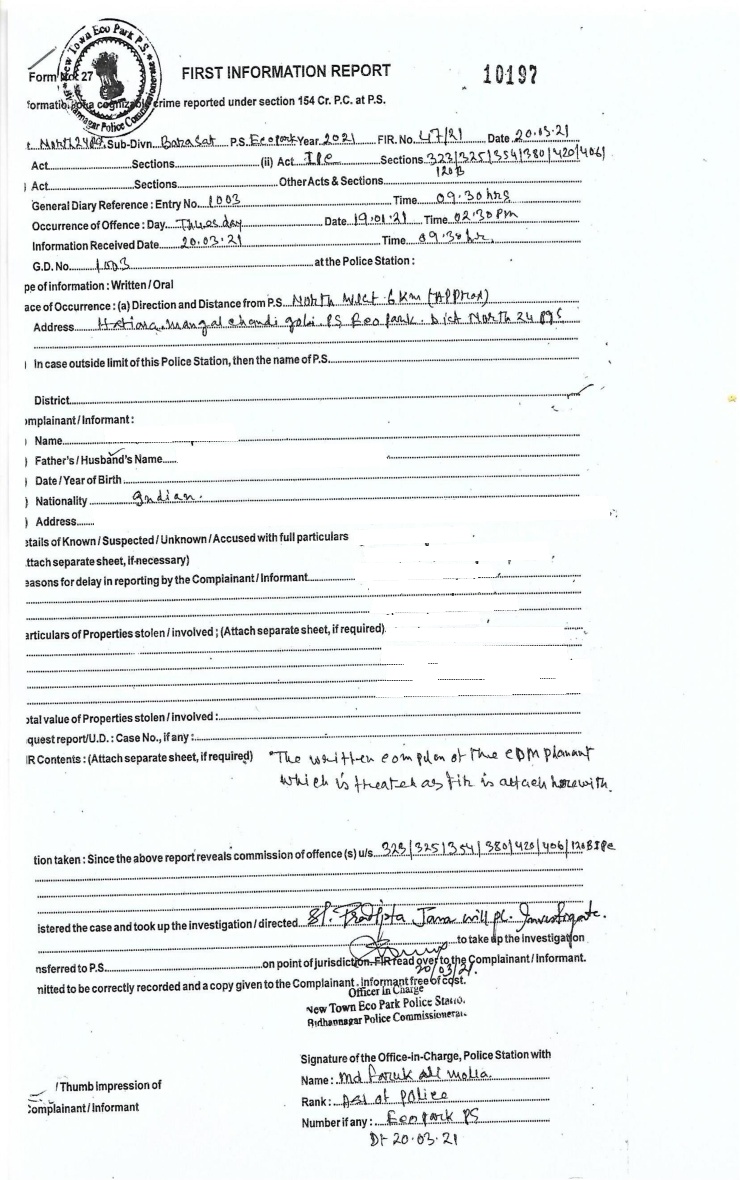 New Town Eco Park P.S.
Bidhannagar Police Commissionerate
Form No. 27 FIRST INFORMATION REPORT 10197
formation of a cognizable crime reported under section 154 Cr. P.C. at P.S.
t. North 24 Pgs. Sub-Divn. Barasat P.S. Eco park Year 2021 FIR. No. 47/21 Date 20.03.21
Act Sections (ii) Act IPC Sections 323/325/354/380/420/406/
120B
) Act Sections Other Acts & Sections
General Diary Reference : Entry No. 1003 Time 09.30 hrs
Occurrence of Offence : Day Thuesday Date 19.01.21 Time 02.30 Pm
Information Received Date 20.03.21 Time 09.30 hr.
G.D. No. 1003 at the Police Station :
pe of information : Written / Oral
ace of Occurrence : (a) Direction and Distance from P.S. North West 6 Km (Approx)
Address Hatiara, mangal chandi gobi PS Eco park. Dist North 24 pgs
) In case outside limit of this Police Station, then the name of P.S.
District
omplainant / Informant :
) Name
) Father's / Husband's Name
) Date / Year of Birth
) Nationality Indian.
) Address
etails of Known / Suspected / Unknown / Accused with full particulars
ttach separate sheet, if necessary)
easons for delay in reporting by the Complainant / Informant
articulars of Properties stolen / involved ; (Attach separate sheet, if required)
otal value of Properties stolen / involved :
quest report/U.D. : Case No., if any :
IR Contents : (Attach separate sheet, if required) "The written complen of the complanant
which is treated as fir is attach herewith.
tion taken : Since the above report reveals commission of offence (s) u/s 323/325/354/380/420/406/120B IPC
istered the case and took up the investigation / directed SI. Pradipta Jana will pl. Investigate.
to take up the investigation
nsferred to P.S. on point of jurisdiction. FIR read over to the Complainant / Informant.
20/03/21.
mitted to be correctly recorded and a copy given to the Complainant . Informant free of cost.
Officer In Charge
New Town Eco Park Police Station.
Bidhannagar Police Commissionerat.
Signature of the Office-in-Charge, Police Station with
/ Thumb impression of
Name : Md Faruk Ali Molla.
Complainant / Informant
Rank : ASI of Police
Number if any : Eco park PS
Dt 20.03.21